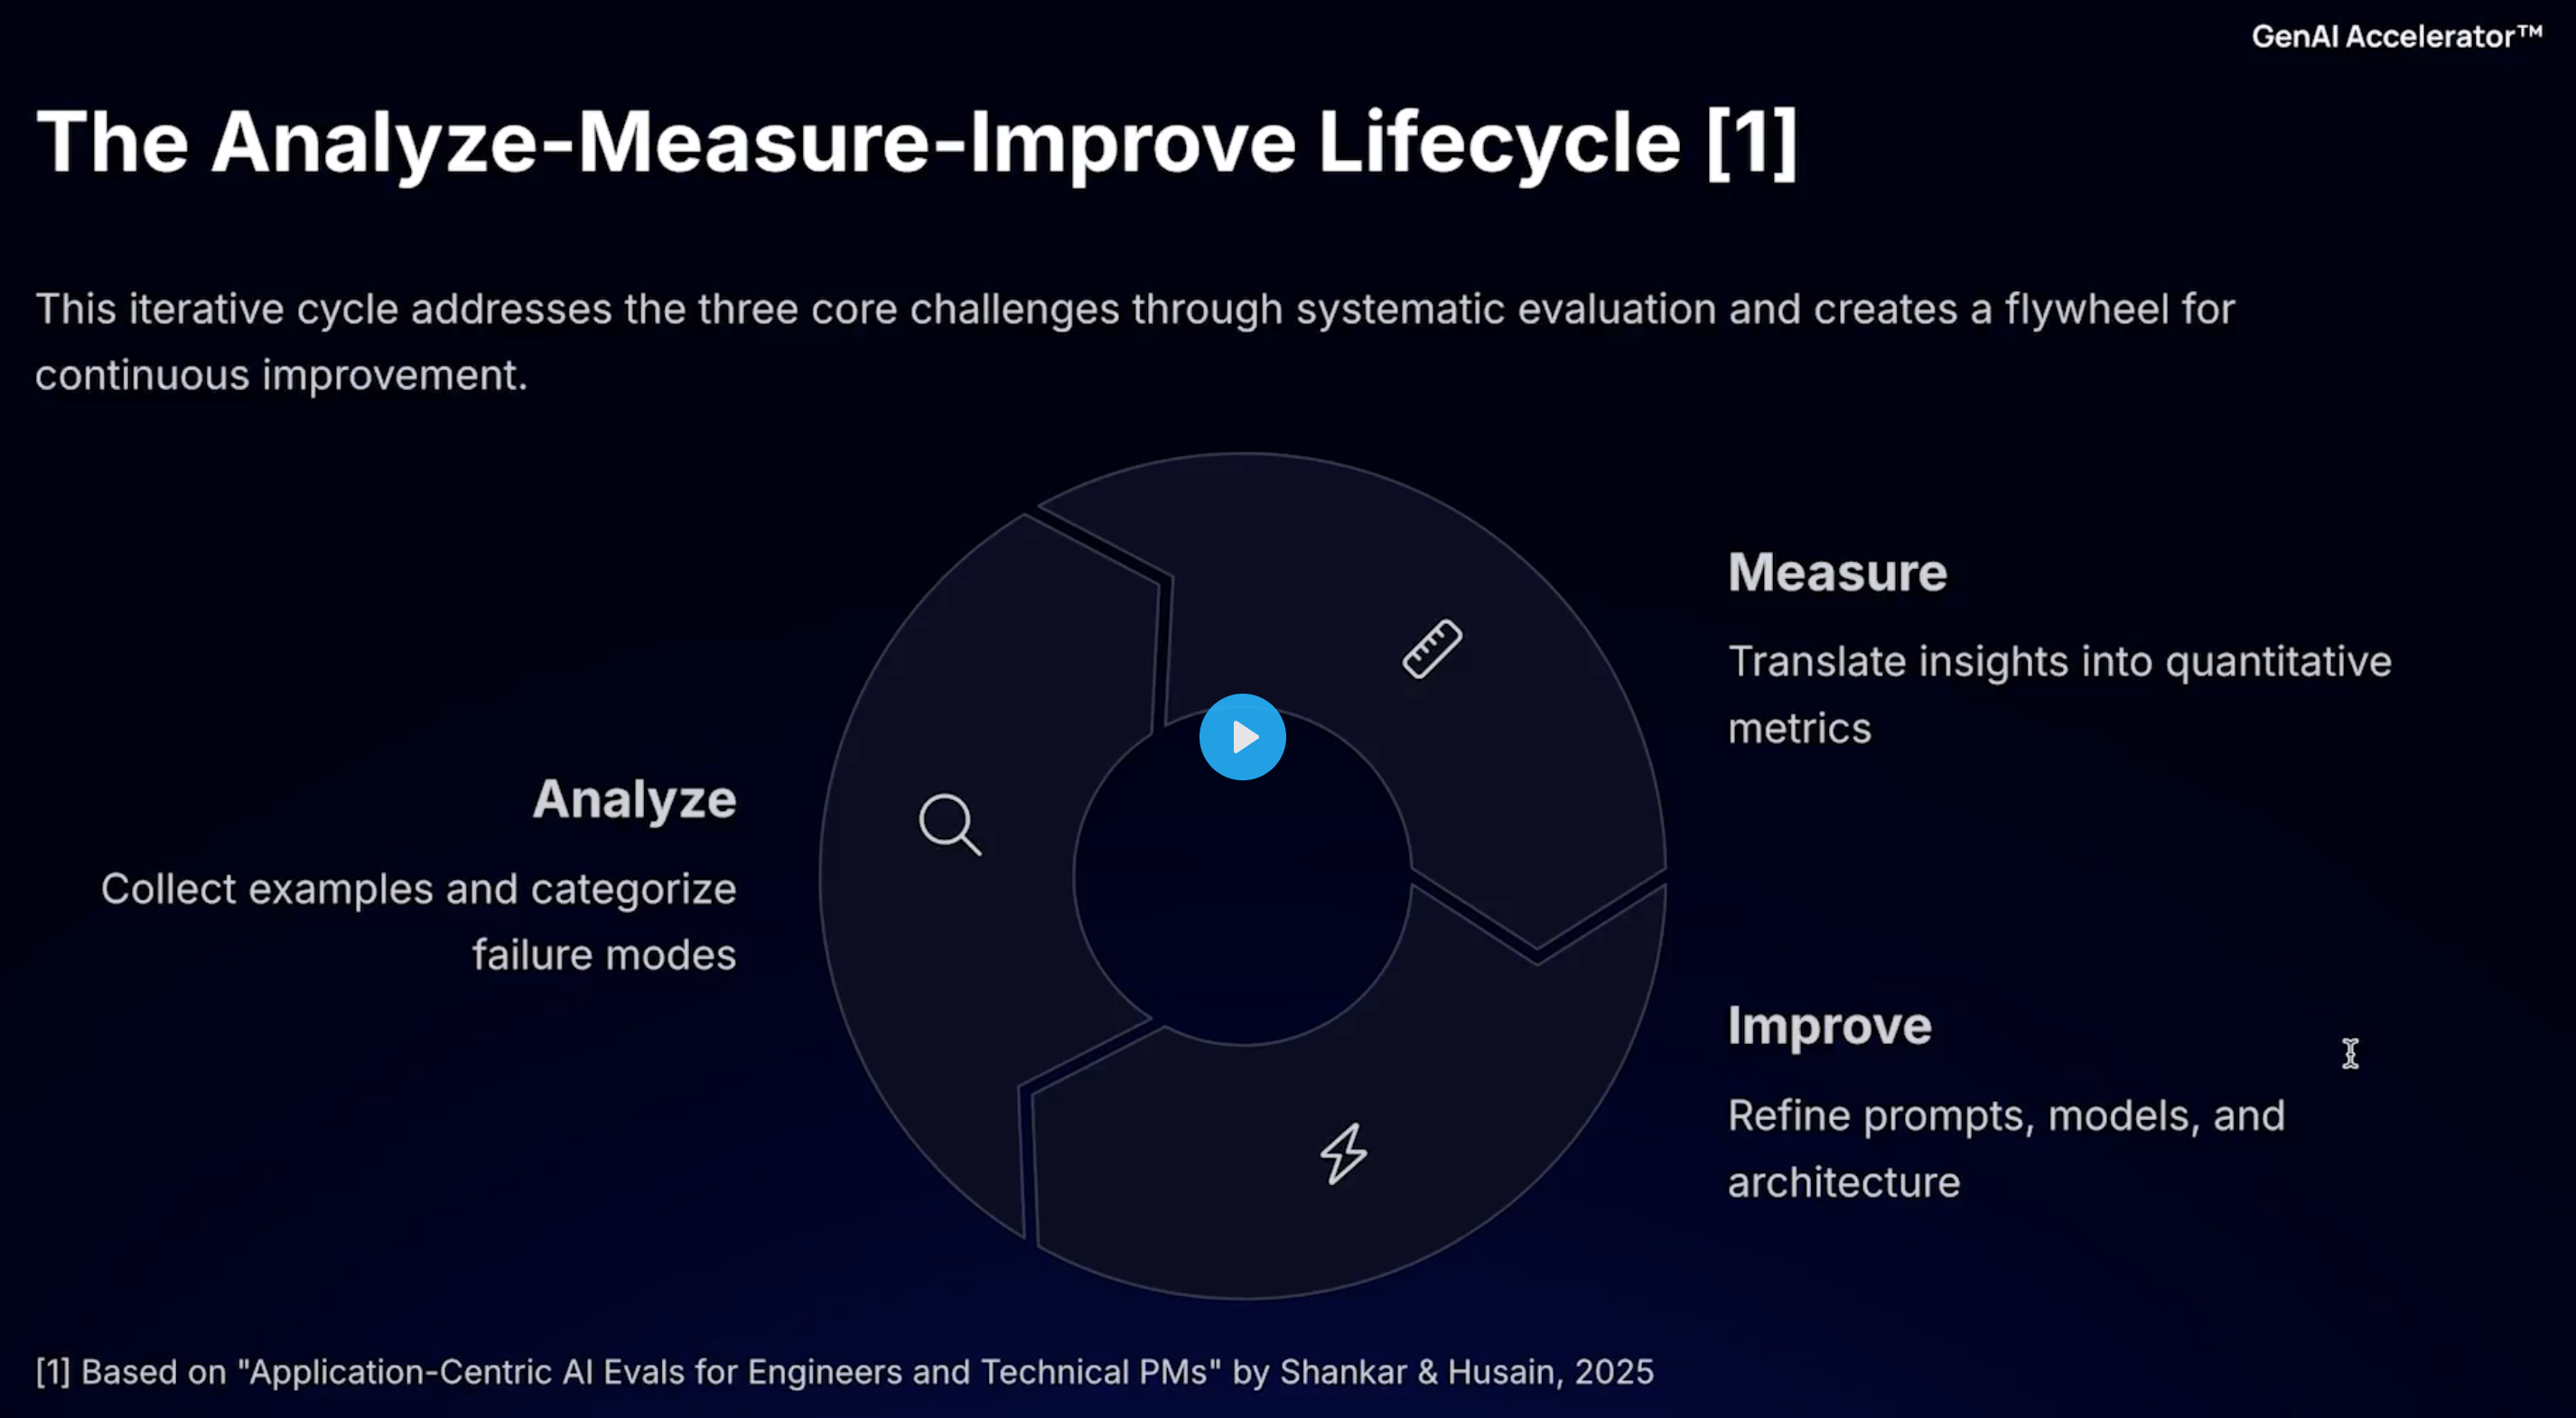 GenAI Accelerator™
The Analyze-Measure-Improve Lifecycle [1]
This iterative cycle addresses the three core challenges through systematic evaluation and creates a flywheel for
continuous improvement.
Measure
Translate insights into quantitative
metrics
Analyze
Collect examples and categorize
failure modes
Improve
Refine prompts, models, and
architecture
[1] Based on "Application-Centric AI Evals for Engineers and Technical PMs" by Shankar & Husain, 2025